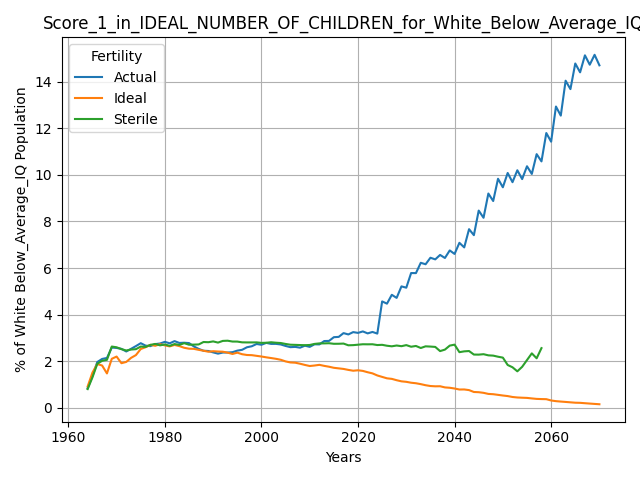 Score_1_in_IDEAL_NUMBER_OF_CHILDREN_for_White_Below_Average_IQ
Fertility
Actual
Ideal
Sterile
% of White Below_Average_IQ Population
14
12
10
8
6
4
2
0
1960
1980
2000
2020
2040
2060
Years